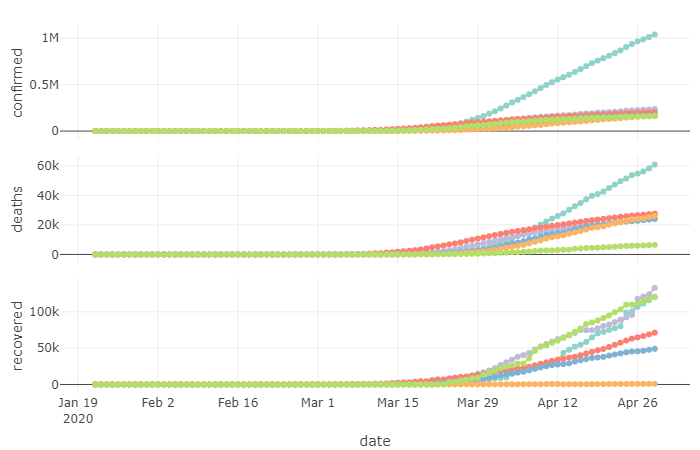 1M
0.5M
0
confirmed
60k
40k
20k
0
deaths
100k
50k
0
recovered
Jan 19 Feb 2 Feb 16 Mar 1 Mar 15 Mar 29 Apr 12 Apr 26
2020
date